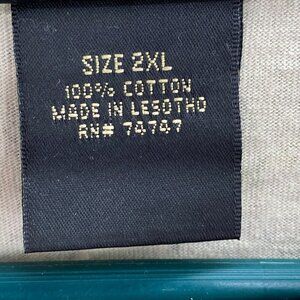 SIZE 2XL
100% COTTON
MADE IN LESOTHO
RN# 74747